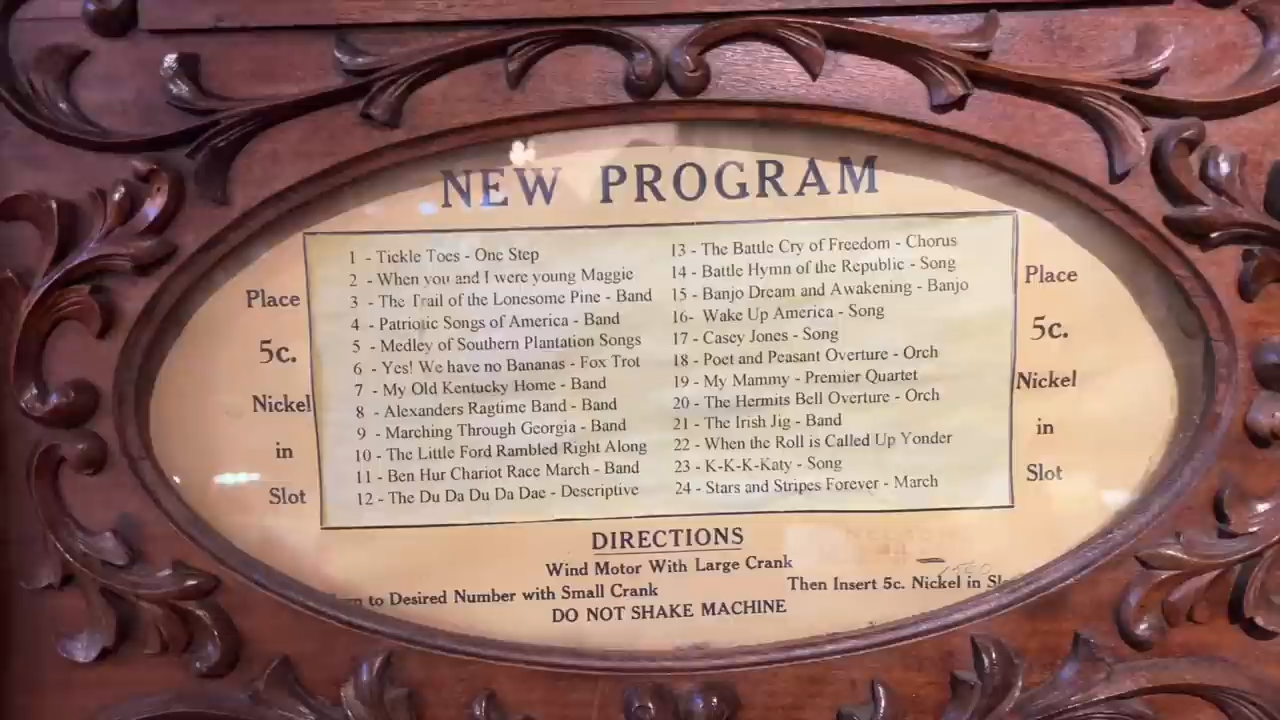 NEW PROGRAM
Place
5c.
Nickel
in
Slot
1 - Tickle Toes - One Step
2 - When you and I were young Maggie
3 - The Trail of the Lonesome Pine - Band
4 - Patriotic Songs of America - Band
5 - Medley of Southern Plantation Songs
6 - Yes! We have no Bananas - Fox Trot
7 - My Old Kentucky Home - Band
8 - Alexanders Ragtime Band - Band
9 - Marching Through Georgia - Band
10 - The Little Ford Rambled Right Along
11 - Ben Hur Chariot Race March - Band
12 - The Du Da Du Da Dae - Descriptive
13 - The Battle Cry of Freedom - Chorus
14 - Battle Hymn of the Republic - Song
15 - Banjo Dream and Awakening - Banjo
16- Wake Up America - Song
17 - Casey Jones - Song
18 - Poet and Peasant Overture - Orch
19 - My Mammy - Premier Quartet
20 - The Hermits Bell Overture - Orch
21 - The Irish Jig - Band
22 - When the Roll is Called Up Yonder
23 - K-K-K-Katy - Song
24 - Stars and Stripes Forever - March
Place
5c.
Nickel
in
Slot
DIRECTIONS
Wind Motor With Large Crank
to Desired Number with Small Crank
Then Insert 5c. Nickel in
DO NOT SHAKE MACHINE